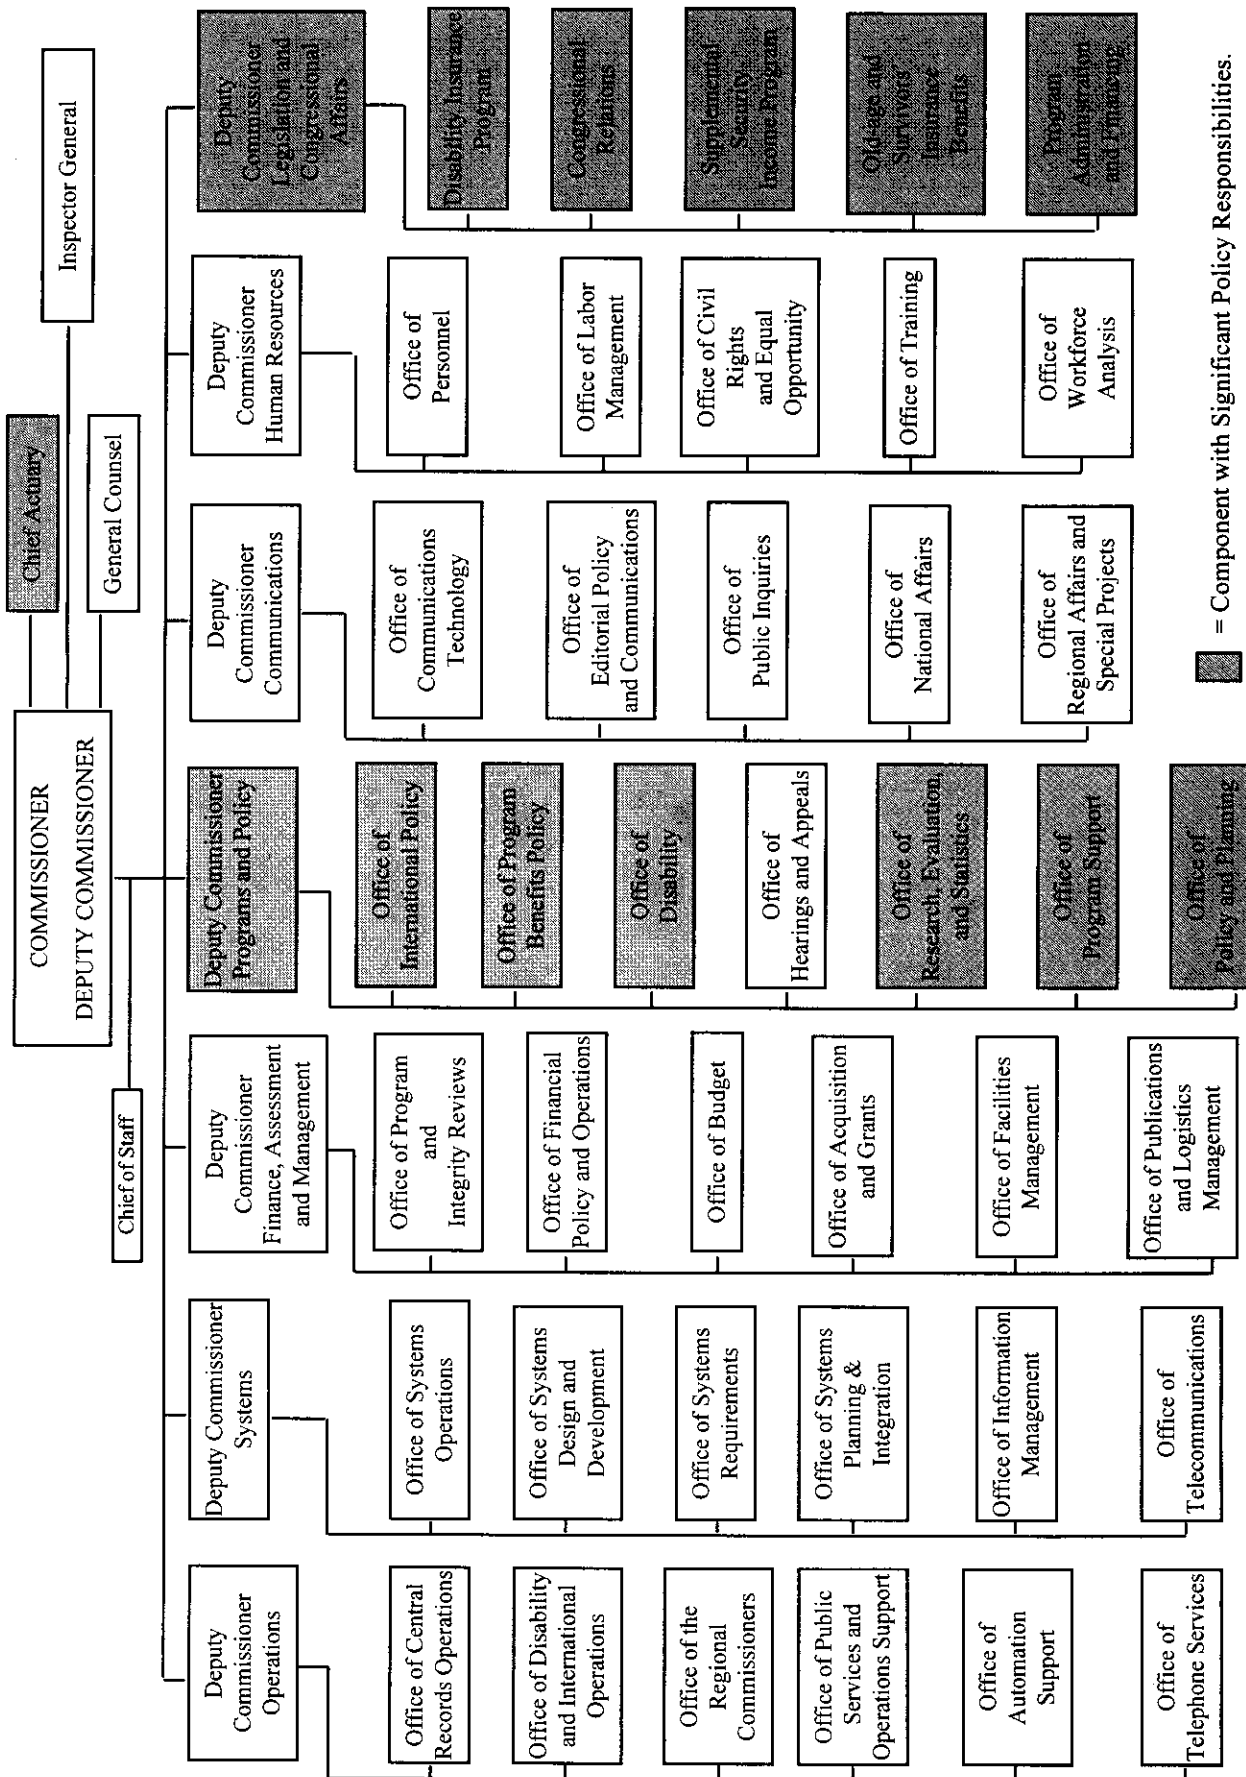 COMMISSIONER
DEPUTY COMMISSIONER
Chief Actuary
Inspector General
General Counsel
Chief of Staff
Deputy
Commissioner
Operations
Office of Central
Records Operations
Office of Disability
and International
Operations
Office of the
Regional
Commissioners
Office of Public
Services and
Operations Support
Office of
Automation
Support
Office of
Telephone Services
Deputy Commissioner
Systems
Office of Systems
Operations
Office of Systems
Design and
Development
Office of Systems
Requirements
Office of Systems
Planning &
Integration
Office of Information
Management
Office of
Telecommunications
Deputy
Commissioner
Finance, Assessment
and Management
Office of Program
and
Integrity Reviews
Office of Financial
Policy and Operations
Office of Budget
Office of Acquisition
and Grants
Office of Facilities
Management
Office of Publications
and Logistics
Management
Deputy Commissioner
Programs and Policy
Office of
International Policy
Office of Program
Benefits Policy
Office of
Disability
Office of
Hearings and Appeals
Office of
Research, Evaluation,
and Statistics
Office of
Program Support
Office of
Policy and Planning
Deputy
Commissioner
Communications
Office of
Communications
Technology
Office of
Editorial Policy
and Communications
Office of
Public Inquiries
Office of
National Affairs
Office of
Regional Affairs and
Special Projects
Deputy
Commissioner
Human Resources
Office of
Personnel
Office of Labor
Management
Office of Civil
Rights
and Equal
Opportunity
Office of Training
Office of
Workforce
Analysis
Deputy
Commissioner
Legislation and
Congressional
Affairs
Disability Insurance
Program
Congressional
Relations
Supplemental
Security
Income Program
Old-age and
Survivors
Insurance
Benefits
Program
Administration
and Financing
= Component with Significant Policy Responsibilities.